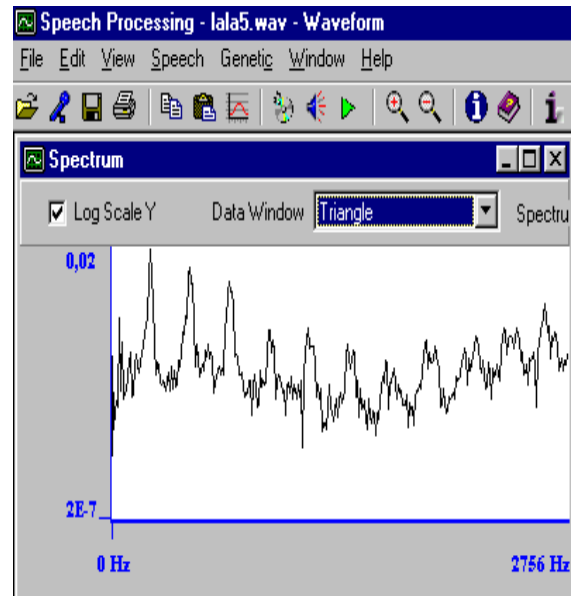 Speech Processing - lala5.wav - Waveform
File Edit View Speech Genetic Window Help
Spectrum
Log Scale Y Data Window Triangle Spectru
0,02
2E-7
0 Hz 2756 Hz